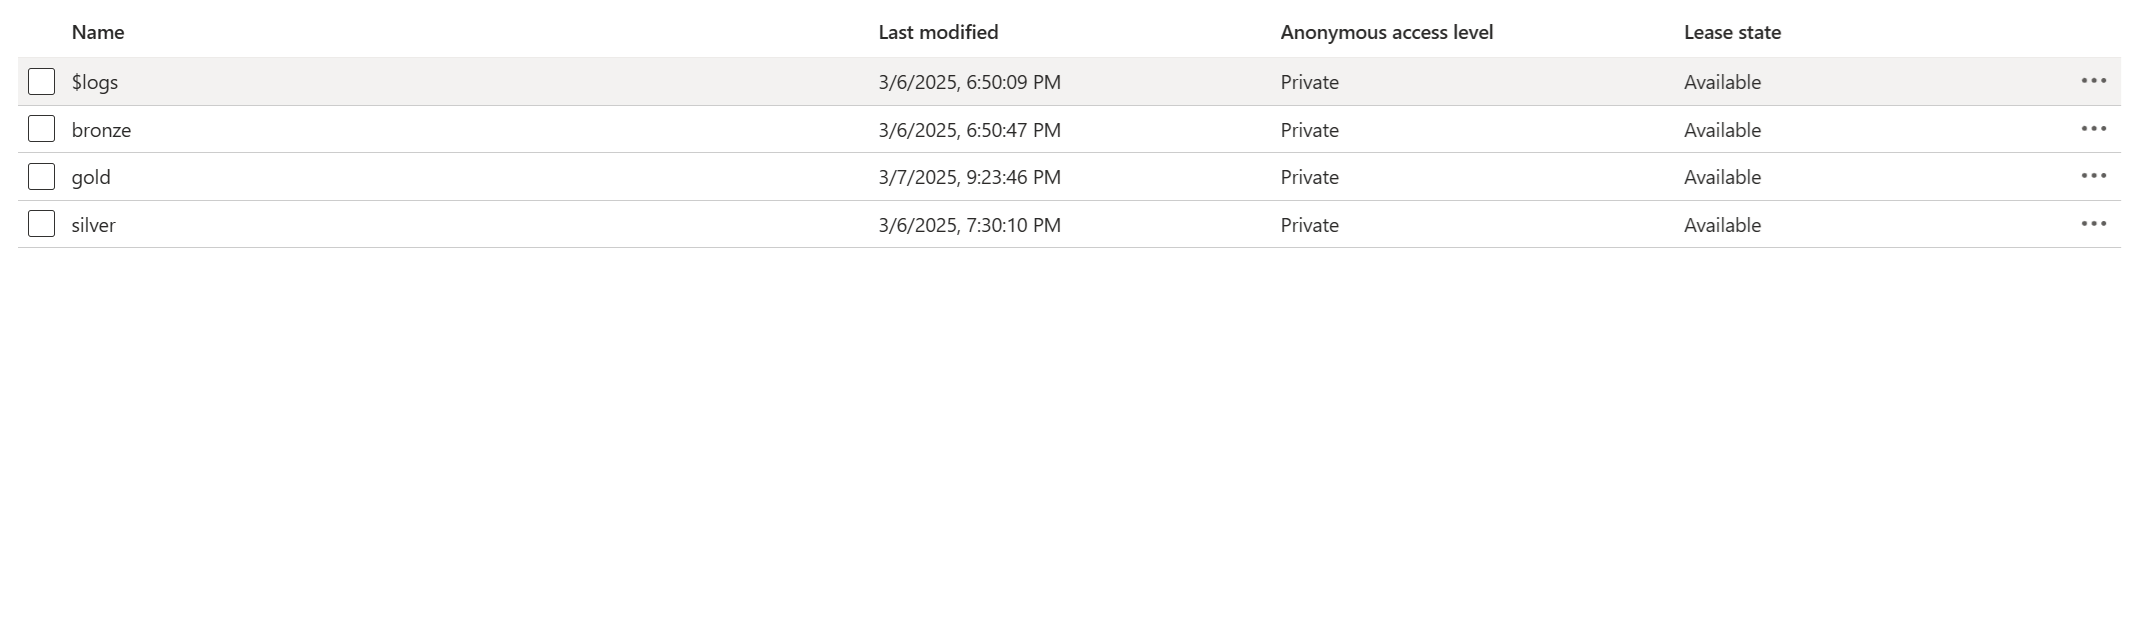 Name Last modified Anonymous access level Lease state
$logs 3/6/2025, 6:50:09 PM Private Available
bronze 3/6/2025, 6:50:47 PM Private Available
gold 3/7/2025, 9:23:46 PM Private Available
silver 3/6/2025, 7:30:10 PM Private Available